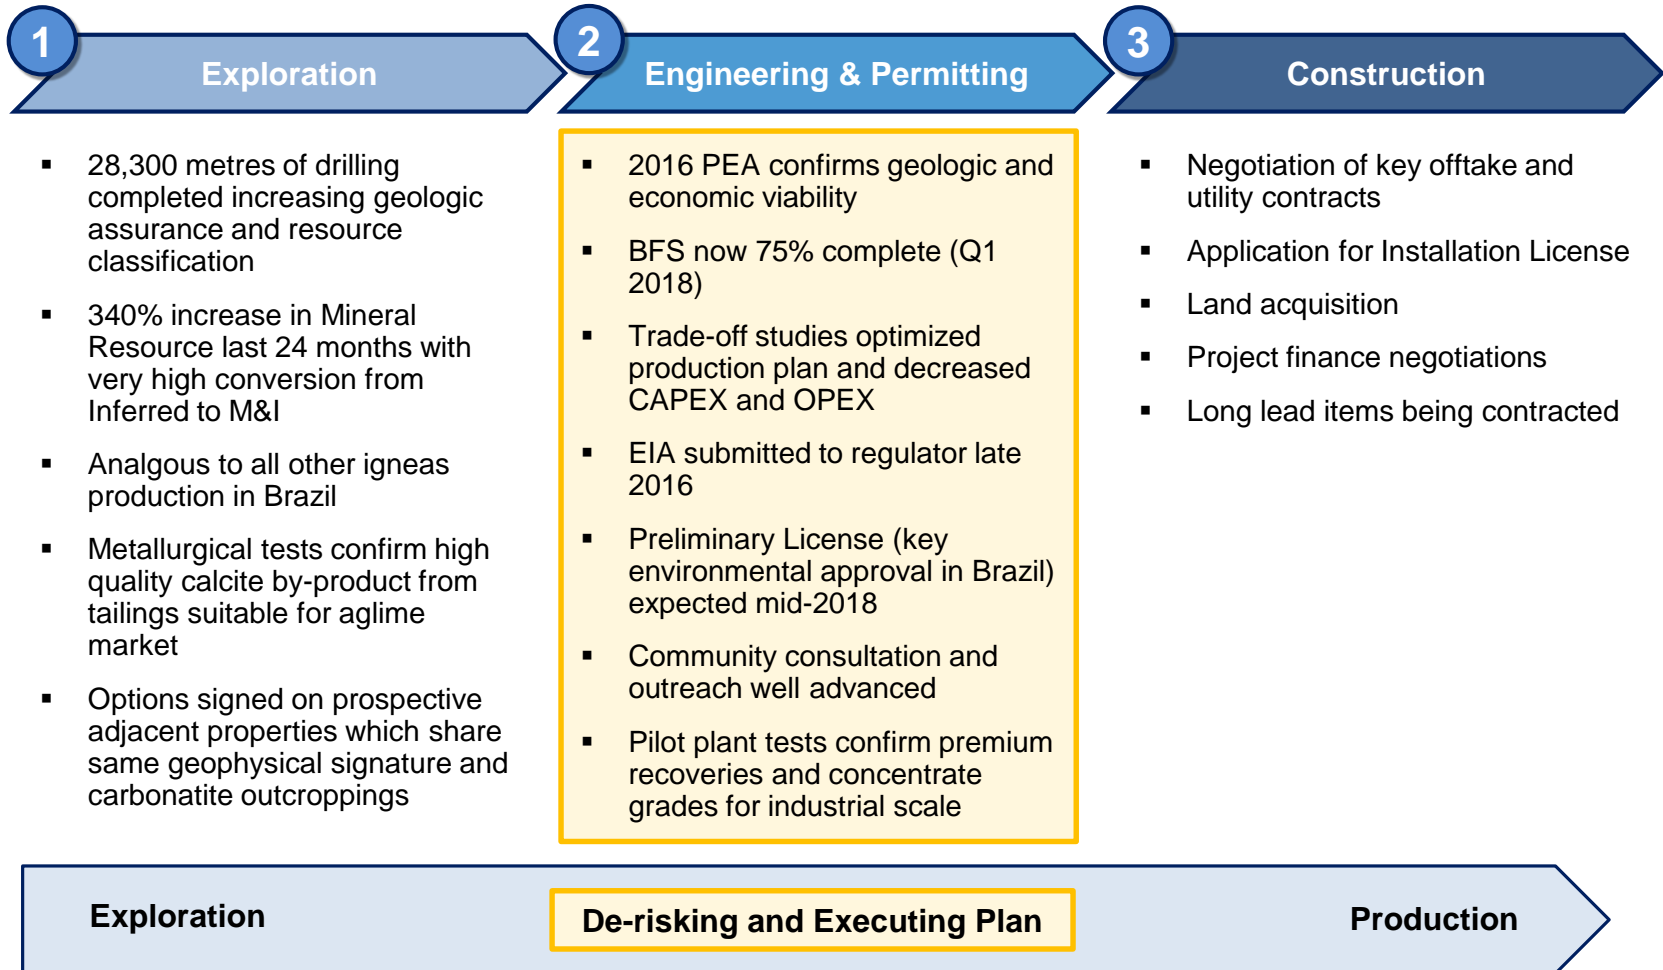 1
Exploration
2
Engineering & Permitting
3
Construction
▪ 28,300 metres of drilling
completed increasing geologic
assurance and resource
classification
▪ 340% increase in Mineral
Resource last 24 months with
very high conversion from
Inferred to M&I
▪ Analgous to all other igneas
production in Brazil
▪ Metallurgical tests confirm high
quality calcite by-product from
tailings suitable for aglime
market
▪ Options signed on prospective
adjacent properties which share
same geophysical signature and
carbonatite outcroppings
▪ 2016 PEA confirms geologic and
economic viability
▪ BFS now 75% complete (Q1
2018)
▪ Trade-off studies optimized
production plan and decreased
CAPEX and OPEX
▪ EIA submitted to regulator late
2016
▪ Preliminary License (key
environmental approval in Brazil)
expected mid-2018
▪ Community consultation and
outreach well advanced
▪ Pilot plant tests confirm premium
recoveries and concentrate
grades for industrial scale
▪ Negotiation of key offtake and
utility contracts
▪ Application for Installation License
▪ Land acquisition
▪ Project finance negotiations
▪ Long lead items being contracted
Exploration
De-risking and Executing Plan
Production